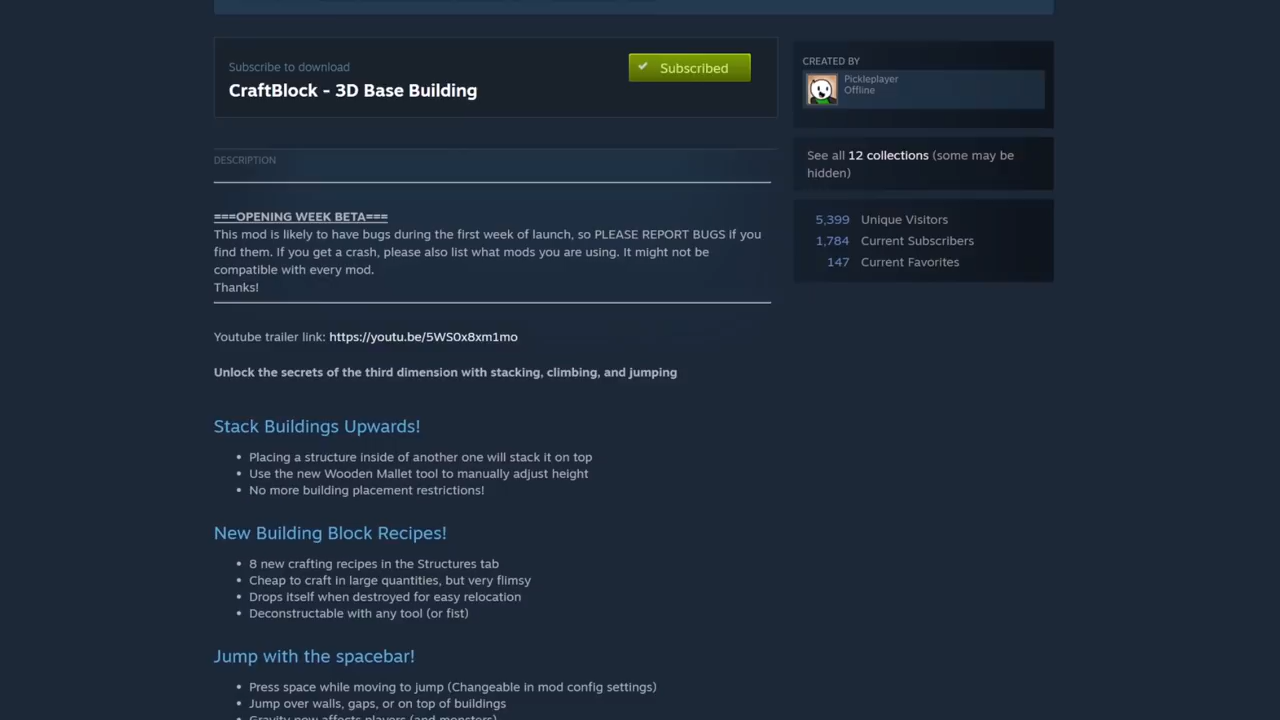 Subscribe to download
CraftBlock - 3D Base Building
Subscribed
CREATED BY
Pickleplayer
Offline
See all 12 collections (some may be
hidden)
5,399 Unique Visitors
1,784 Current Subscribers
147 Current Favorites
DESCRIPTION
===OPENING WEEK BETA===
This mod is likely to have bugs during the first week of launch, so PLEASE REPORT BUGS if you
find them. If you get a crash, please also list what mods you are using. It might not be
compatible with every mod.
Thanks!
Youtube trailer link: https://youtu.be/5WS0x8xm1mo
Unlock the secrets of the third dimension with stacking, climbing, and jumping
Stack Buildings Upwards!
• Placing a structure inside of another one will stack it on top
• Use the new Wooden Mallet tool to manually adjust height
• No more building placement restrictions!
New Building Block Recipes!
• 8 new crafting recipes in the Structures tab
• Cheap to craft in large quantities, but very flimsy
• Drops itself when destroyed for easy relocation
• Deconstructable with any tool (or fist)
Jump with the spacebar!
• Press space while moving to jump (Changeable in mod config settings)
• Jump over walls, gaps, or on top of buildings
• Gravity now affects players (and monsters)